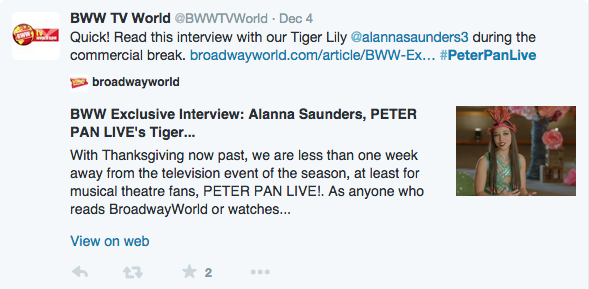 BWW TV World @BWWTVWorld · Dec 4
Quick! Read this interview with our Tiger Lily @alannasaunders3 during the
commercial break. broadwayworld.com/article/BWW-Ex... #PeterPanLive
broadwayworld
BWW Exclusive Interview: Alanna Saunders, PETER
PAN LIVE's Tiger...
With Thanksgiving now past, we are less than one week
away from the television event of the season, at least for
musical theatre fans, PETER PAN LIVE!. As anyone who
reads BroadwayWorld or watches...
View on web
2